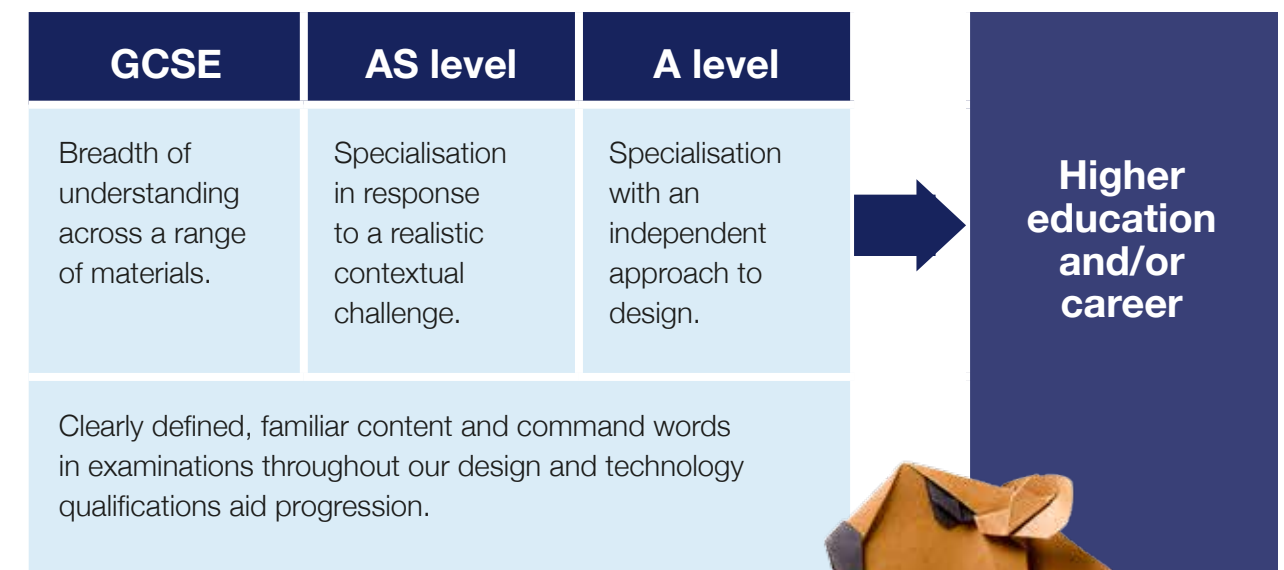 GCSE
AS level
A level
Breadth of
understanding
across a range
of materials.
Specialisation
in response
to a realistic
contextual
challenge.
Specialisation
with an
independent
approach to
design.
Higher
education
and/or
career
Clearly defined, familiar content and command words
in examinations throughout our design and technology
qualifications aid progression.